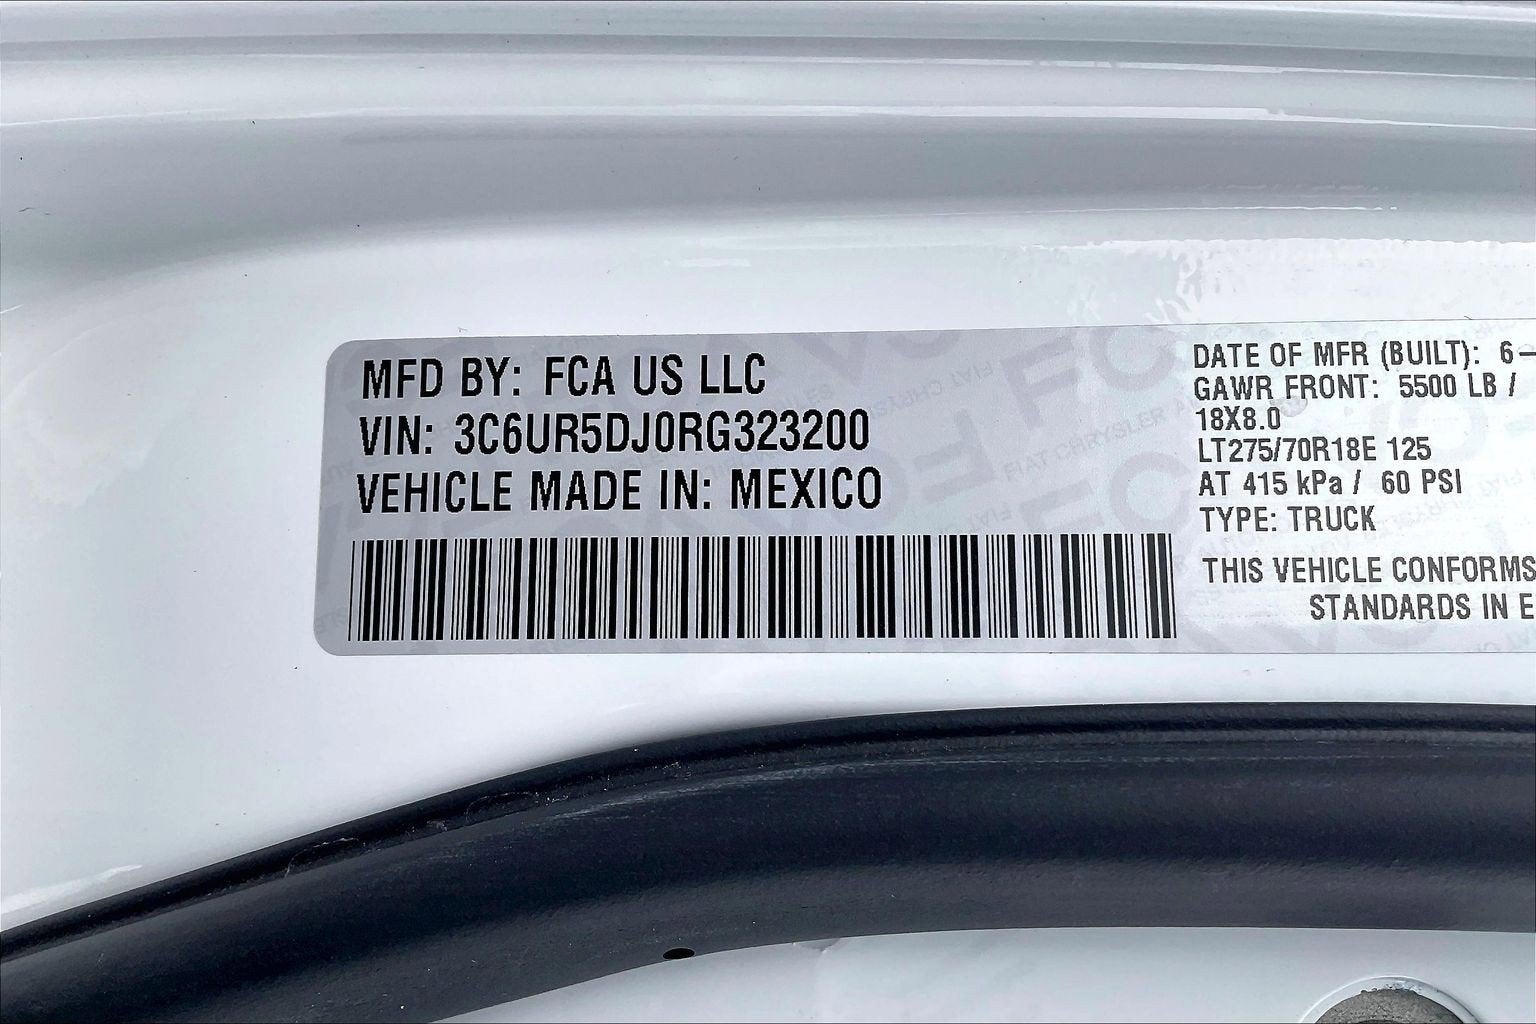 MFD BY: FCA US LLC
VIN: 3C6UR5DJ0RG323200
VEHICLE MADE IN: MEXICO
DATE OF MFR (BUILT): 6-
GAWR FRONT: 5500 LB /
18X8.0
LT275/70R18E 125
AT 415 kPa / 60 PSI
TYPE: TRUCK
THIS VEHICLE CONFORMS
STANDARDS IN E